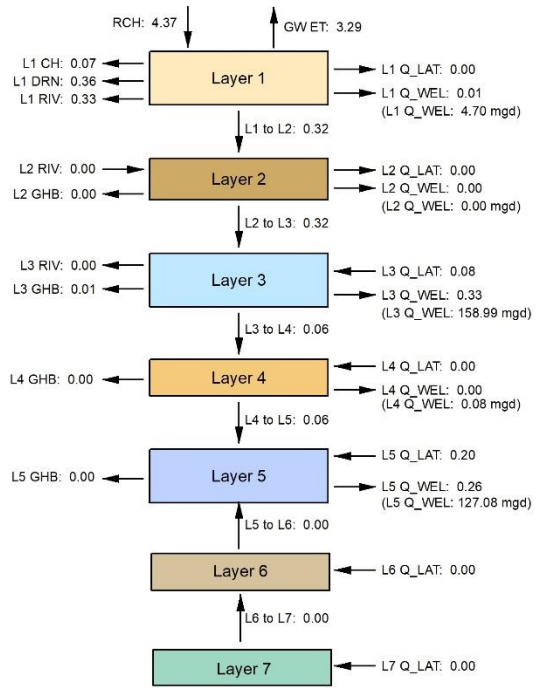 RCH: 4.37
GW ET: 3.29
L1 CH: 0.07
L1 DRN: 0.36
L1 RIV: 0.33
Layer 1
L1 Q_LAT: 0.00
L1 Q_WEL: 0.01
(L1 Q_WEL: 4.70 mgd)
L1 to L2: 0.32
L2 RIV: 0.00
L2 GHB: 0.00
Layer 2
L2 Q_LAT: 0.00
L2 Q_WEL: 0.00
(L2 Q_WEL: 0.00 mgd)
L2 to L3: 0.32
L3 RIV: 0.00
L3 GHB: 0.01
Layer 3
L3 Q_LAT: 0.08
L3 Q_WEL: 0.33
(L3 Q_WEL: 158.99 mgd)
L3 to L4: 0.06
L4 GHB: 0.00
Layer 4
L4 Q_LAT: 0.00
L4 Q_WEL: 0.00
(L4 Q_WEL: 0.08 mgd)
L4 to L5: 0.06
L5 GHB: 0.00
Layer 5
L5 Q_LAT: 0.20
L5 Q_WEL: 0.26
(L5 Q_WEL: 127.08 mgd)
L5 to L6: 0.00
Layer 6
L6 Q_LAT: 0.00
L6 to L7: 0.00
Layer 7
L7 Q_LAT: 0.00